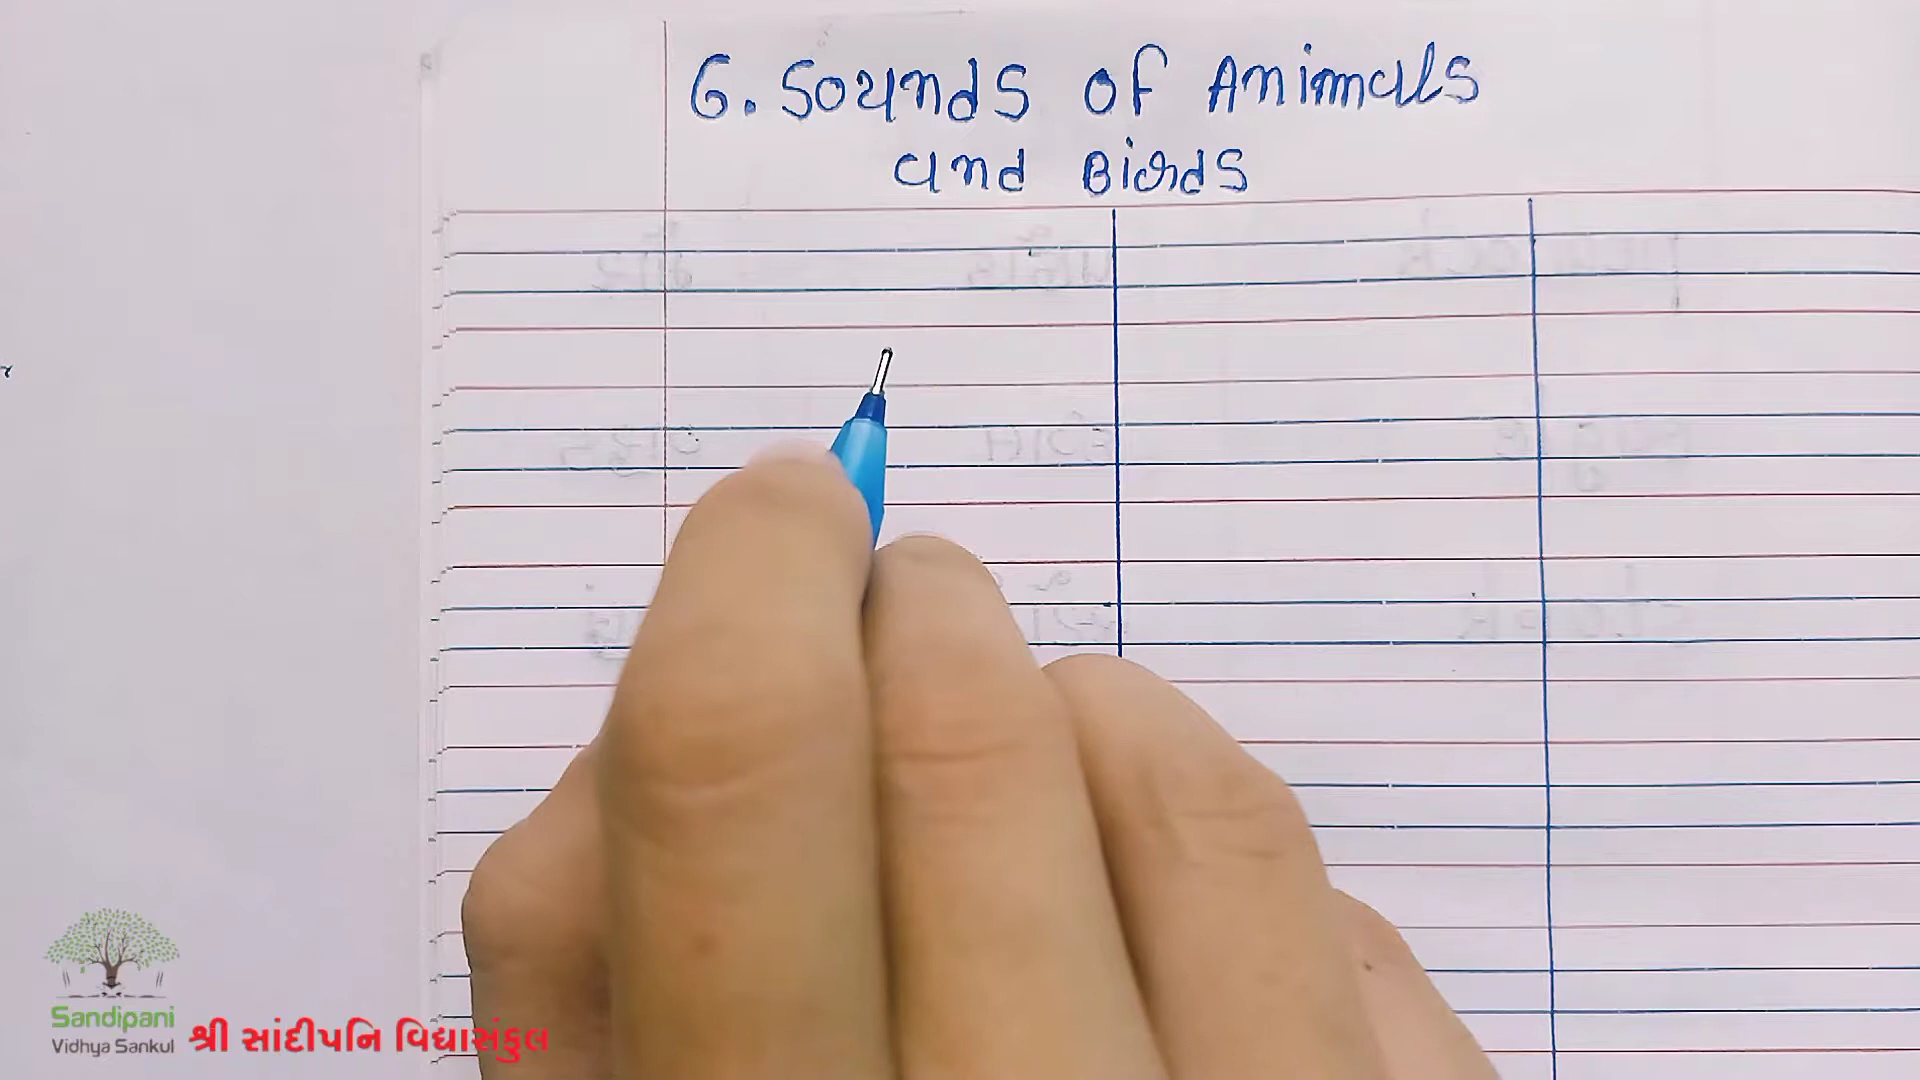 6. Sounds of Animals
and Birds
Sandipani
Vidhya Sankul
શ્રી સાંદીપનિ વિદ્યાસંકુલ